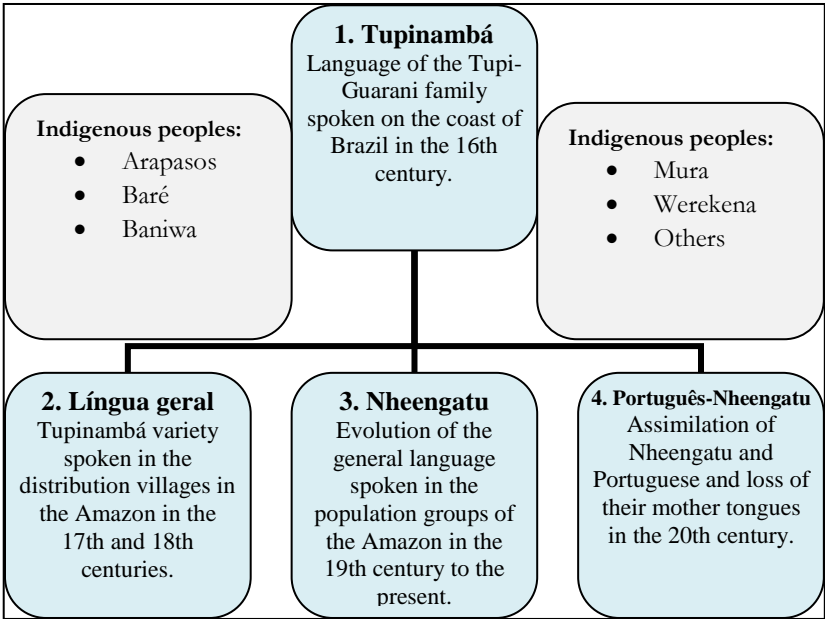 1. Tupinambá
Language of the Tupi-
Guarani family
spoken on the coast of
Brazil in the 16th
century.
Indigenous peoples:
• Arapasos
• Baré
• Baniwa
Indigenous peoples:
• Mura
• Werekena
• Others
2. Língua geral
Tupinambá variety
spoken in the
distribution villages in
the Amazon in the
17th and 18th
centuries.
3. Nheengatu
Evolution of the
general language
spoken in the
population groups of
the Amazon in the
19th century to the
present.
4. Português-Nheengatu
Assimilation of
Nheengatu and
Portuguese and loss of
their mother tongues
in the 20th century.